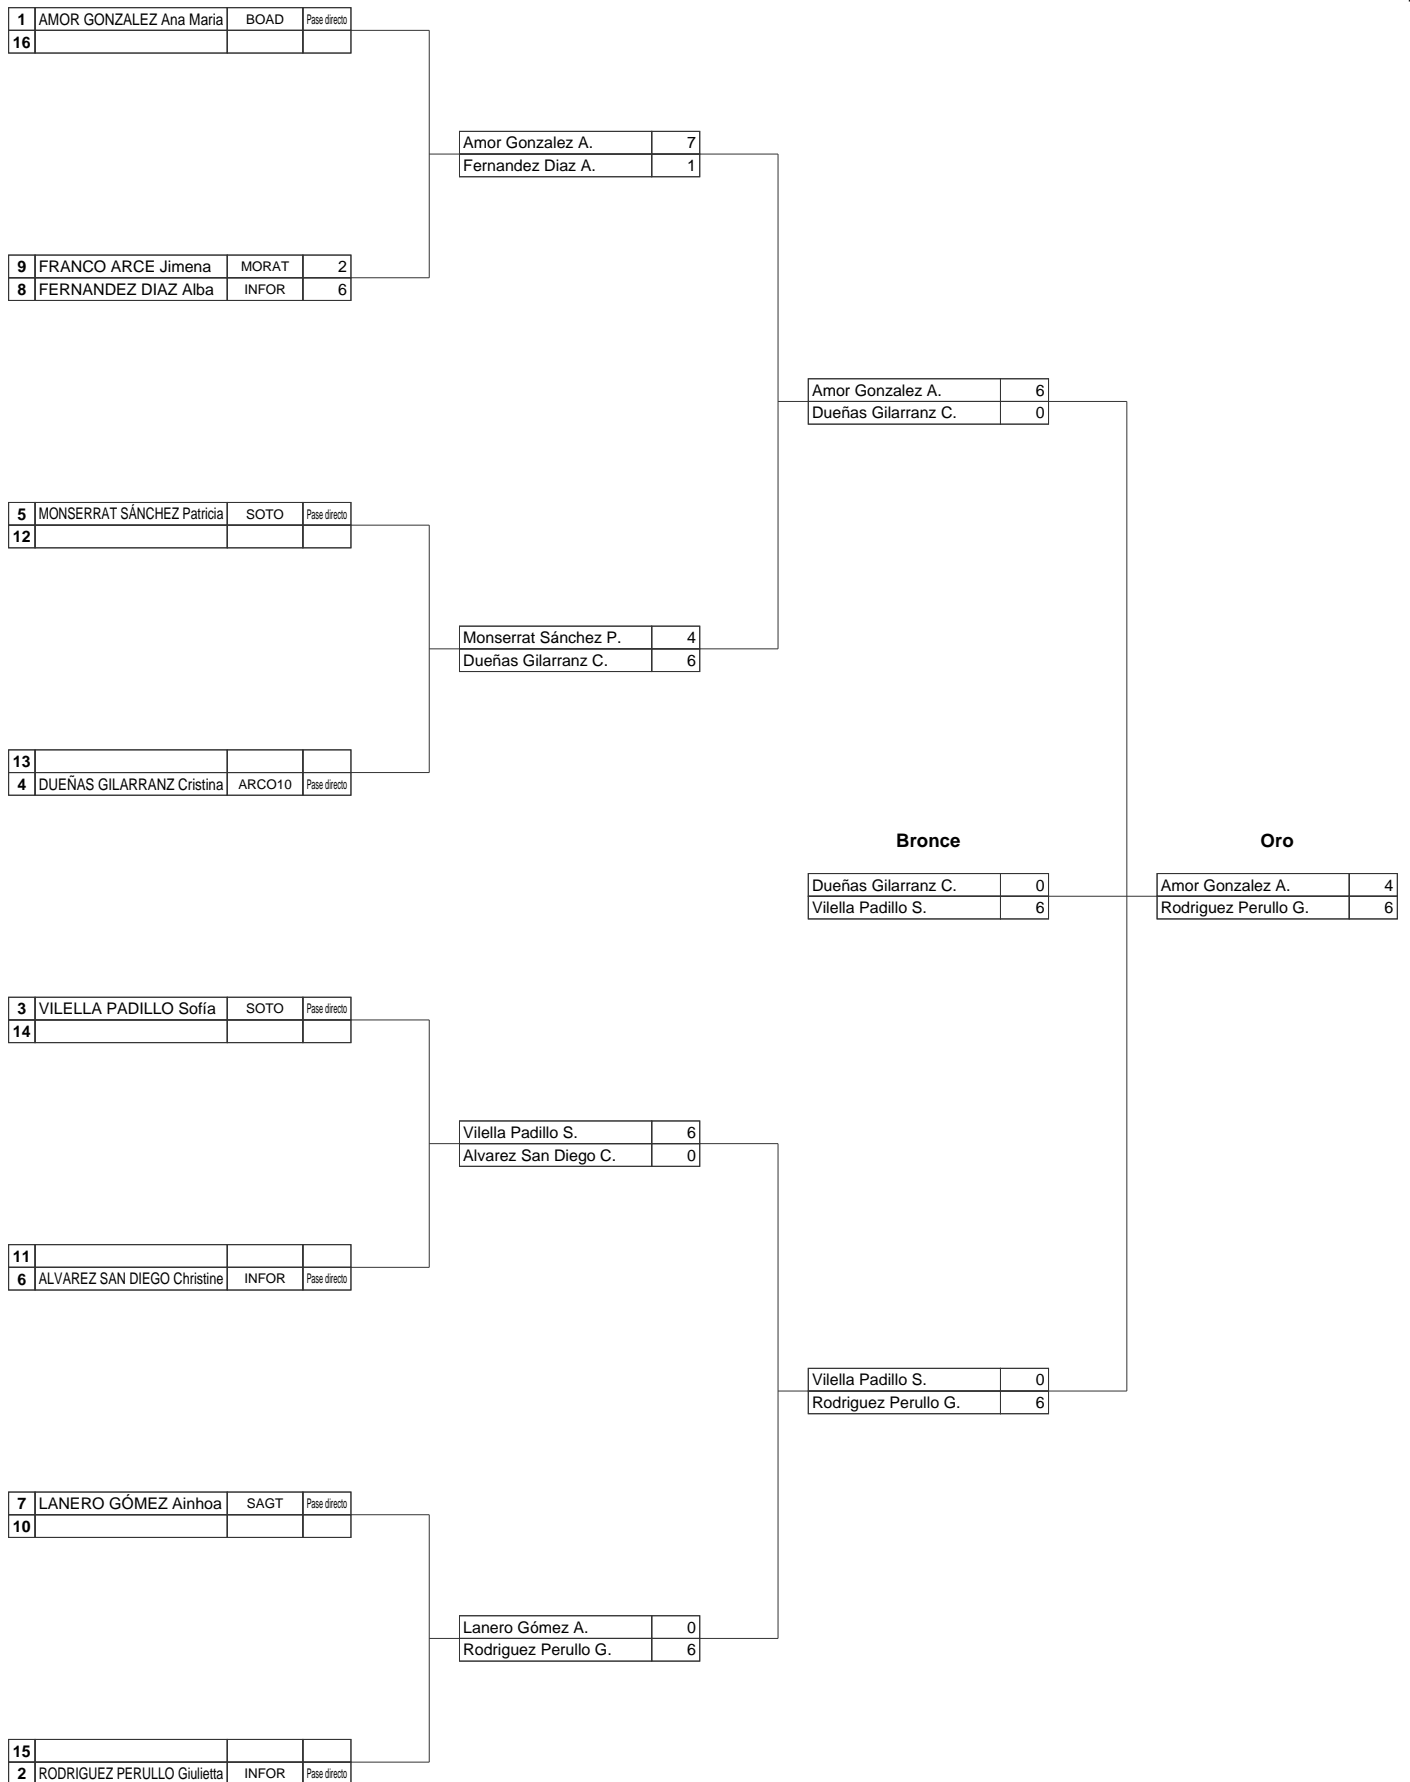 1 AMOR GONZALEZ Ana Maria BOAD Pase directo
16
Amor Gonzalez A. 7
Fernandez Diaz A. 1
9 FRANCO ARCE Jimena MORAT 2
8 FERNANDEZ DIAZ Alba INFOR 6
Amor Gonzalez A. 6
Dueñas Gilarranz C. 0
5 MONSERRAT SÁNCHEZ Patricia SOTO Pase directo
12
Monserrat Sánchez P. 4
Dueñas Gilarranz C. 6
13
4 DUEÑAS GILARRANZ Cristina ARCO10 Pase directo
Bronce Oro
Dueñas Gilarranz C. 0 Amor Gonzalez A. 4
Vilella Padillo S. 6 Rodriguez Perullo G. 6
3 VILELLA PADILLO Sofía SOTO Pase directo
14
Vilella Padillo S. 6
Alvarez San Diego C. 0
11
6 ALVAREZ SAN DIEGO Christine INFOR Pase directo
Vilella Padillo S. 0
Rodriguez Perullo G. 6
7 LANERO GÓMEZ Ainhoa SAGT Pase directo
10
Lanero Gómez A. 0
Rodriguez Perullo G. 6
15
2 RODRIGUEZ PERULLO Giulietta INFOR Pase directo